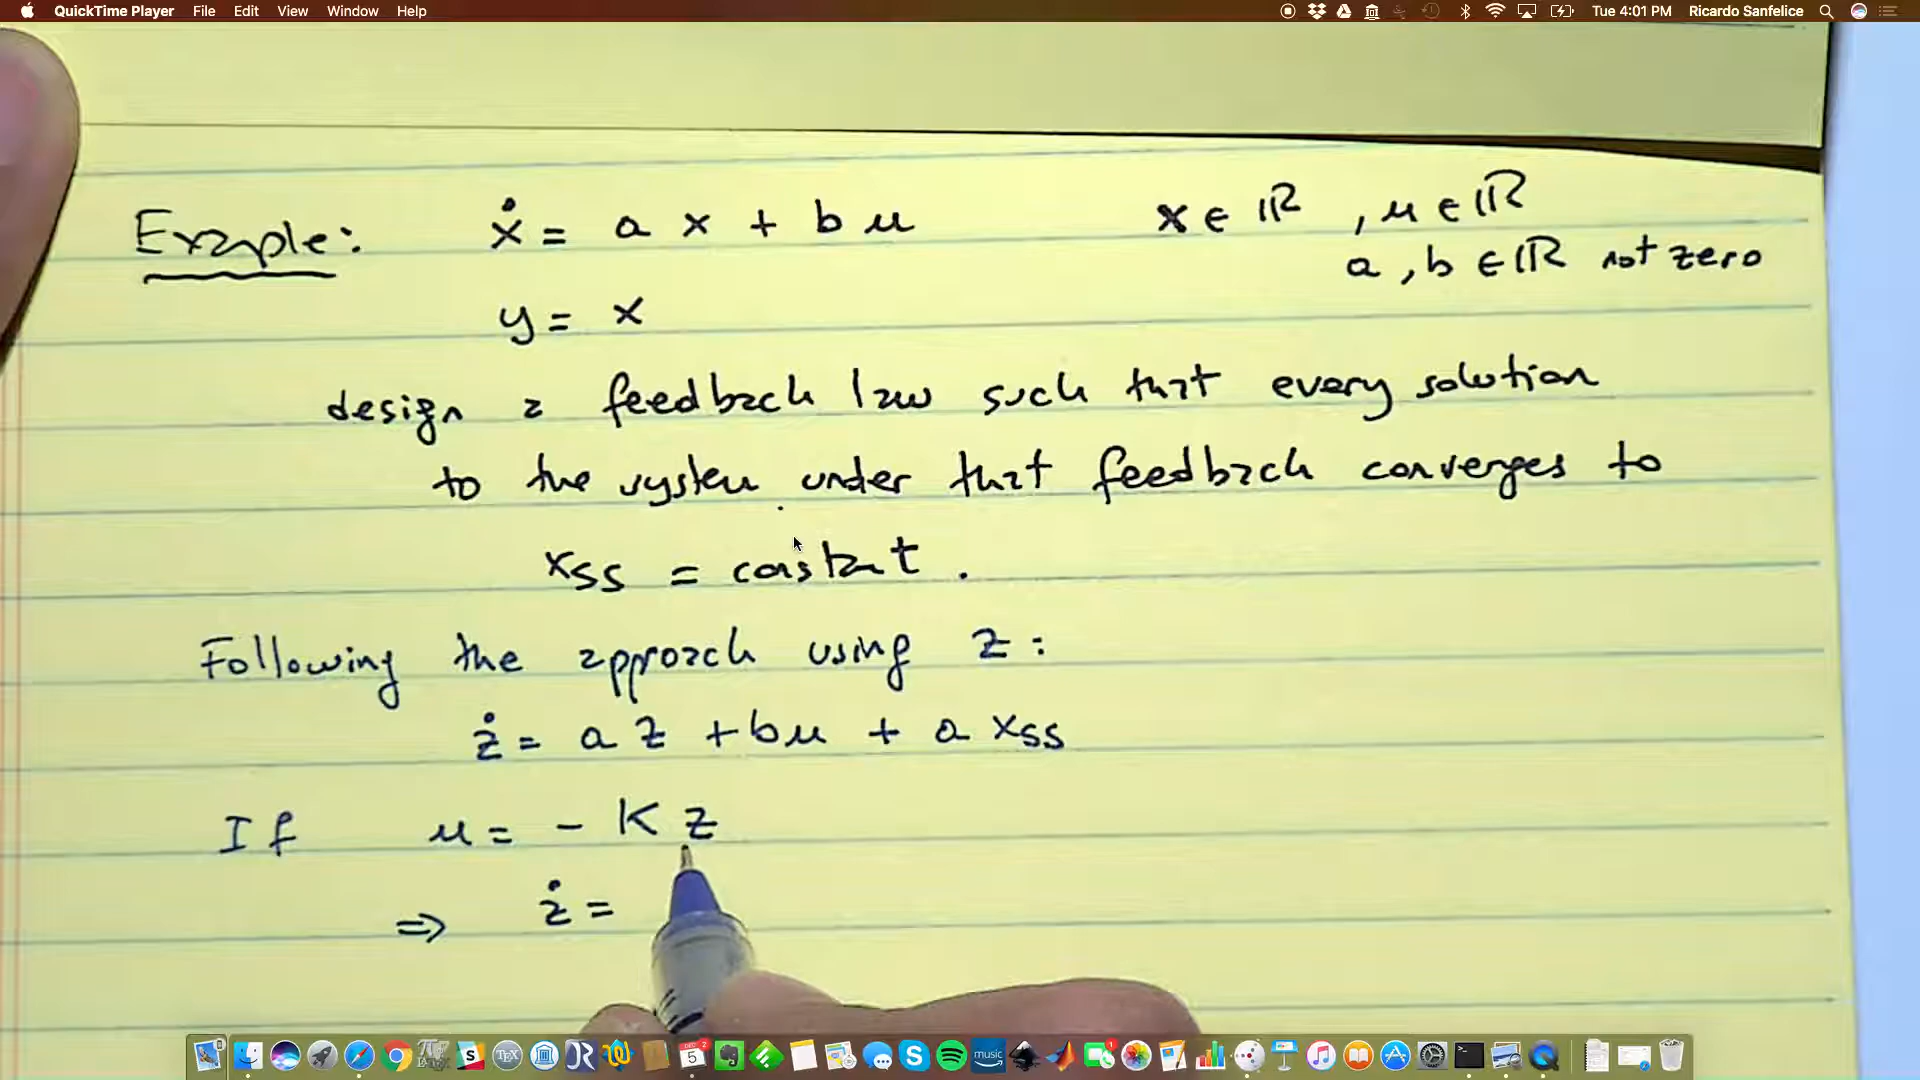 QuickTime Player File Edit View Window Help Tue 4:01 PM Ricardo Sanfelice
Example: ẋ = a x + b u x ∈ ℝ , u ∈ ℝ
a , b ∈ ℝ not zero
y = x
design a feedback law such that every solution
to the system under that feedback converges to
xss = constant .
Following the approach using z :
ż = a z + b u + a xss
If u = - K z
⇒ ż =